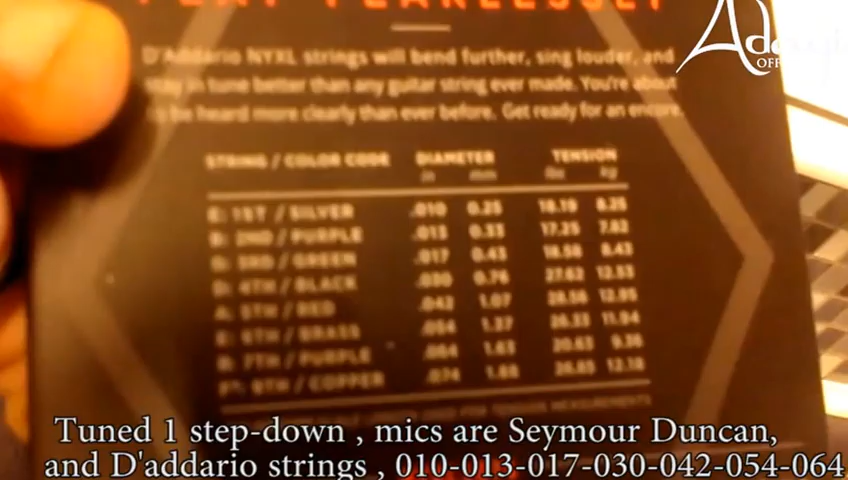 PLAY FEARLESSLY
D'Addario NYXL strings will bend further, sing louder, and
stay in tune better than any guitar string ever made. You're about
to be heard more clearly than ever before. Get ready for an encore.
STRING / COLOR CODE DIAMETER TENSION
in mm lbs kg
E: 1ST / SILVER .010 0.25 16.19 8.25
B: 2ND / PURPLE .013 0.33 17.25 7.82
3RD / GREEN .017 0.43 18.58 8.43
D: 4TH / BLACK .030 0.76 27.62 12.53
A: 5TH / RED .042 1.07 28.56 12.95
E: 6TH / BRASS .054 1.37 26.33 11.94
B: 7TH / PURPLE .064 1.63 20.63 9.36
8TH / COPPER .074 1.88 26.85 12.18
OFF
Tuned 1 step-down , mics are Seymour Duncan,
and D'addario strings , 010-013-017-030-042-054-064